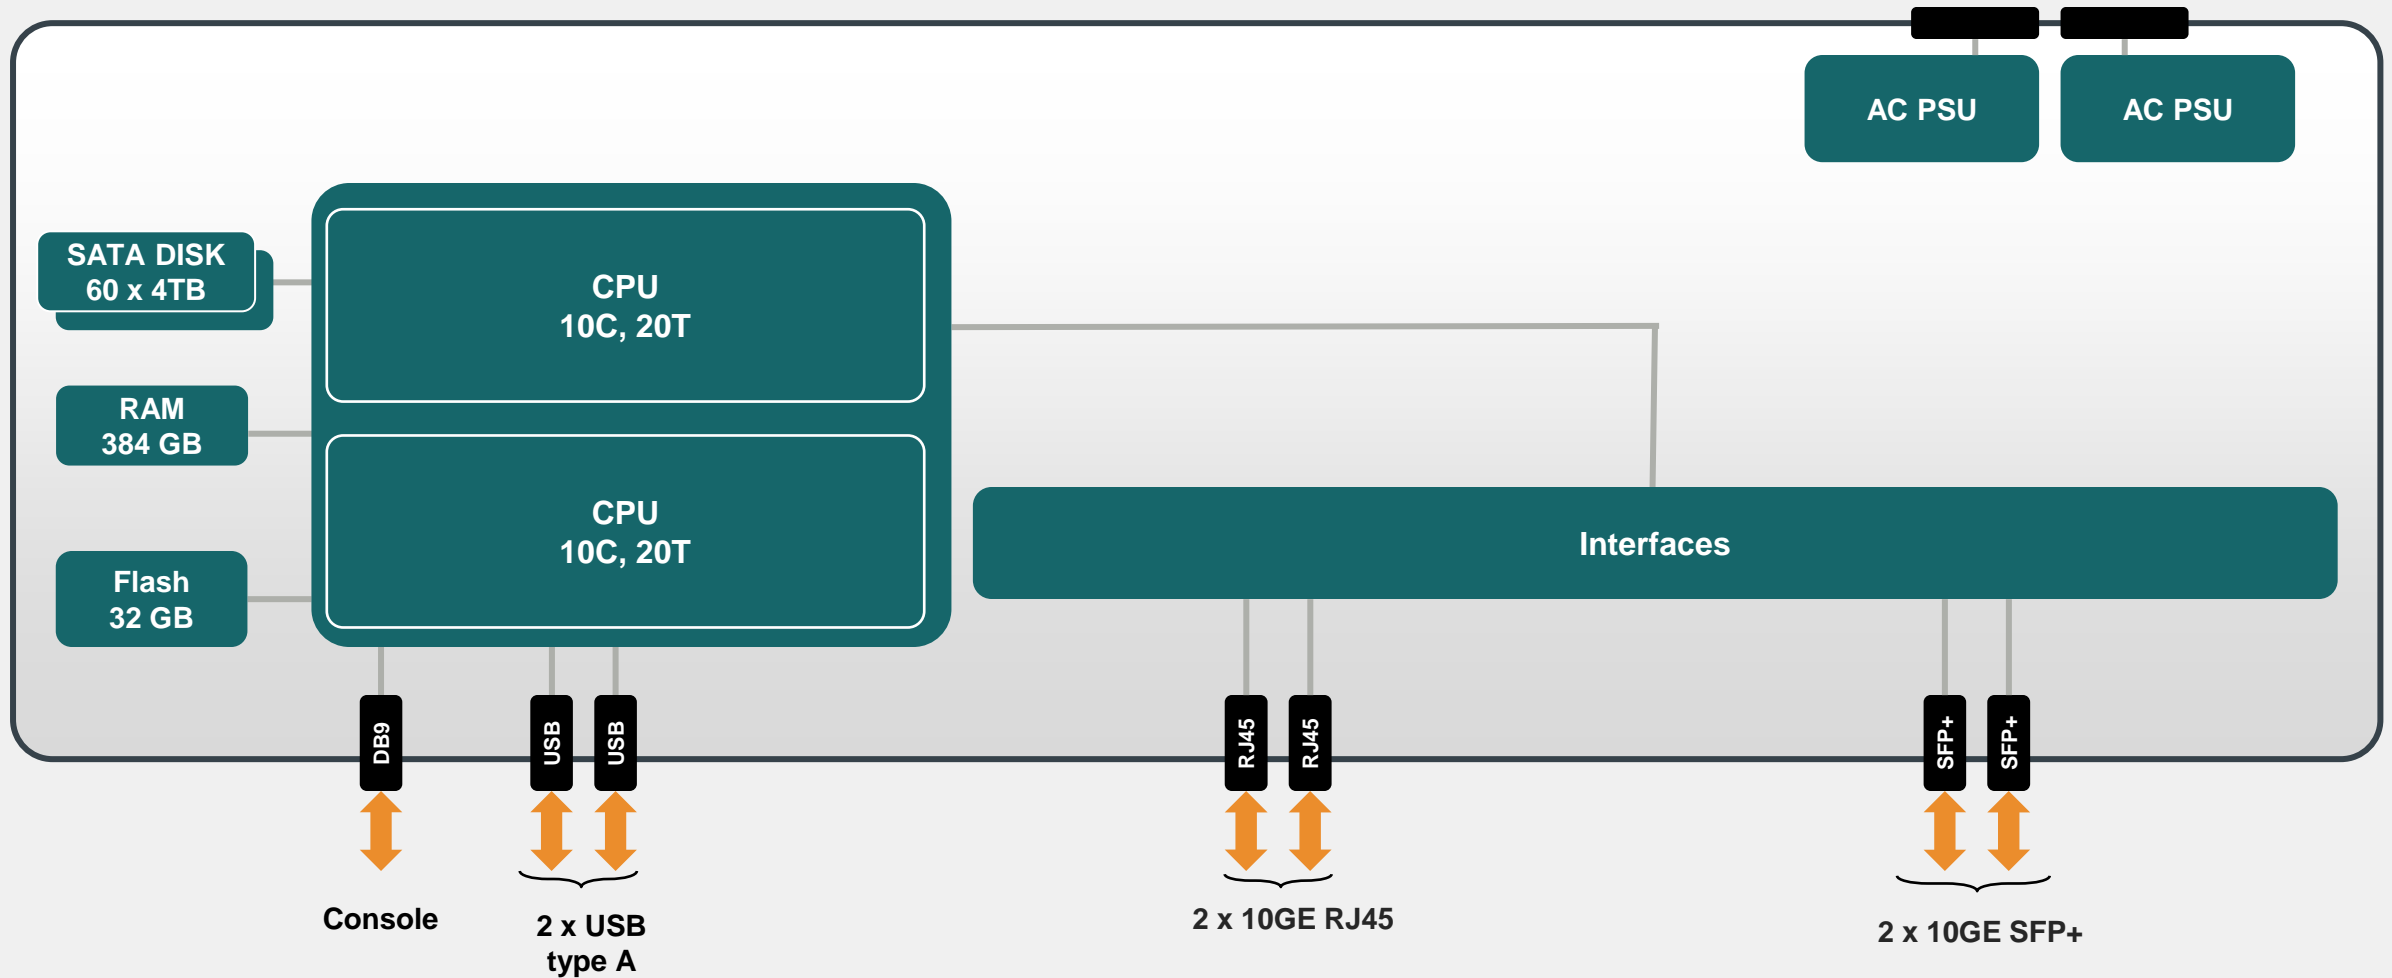 AC PSU
AC PSU
SATA DISK
60 x 4TB
CPU
10C, 20T
RAM
384 GB
CPU
10C, 20T
Interfaces
Flash
32 GB
DB9
USB
USB
RJ45
RJ45
SFP+
SFP+
Console
2 x USB
type A
2 x 10GE RJ45
2 x 10GE SFP+